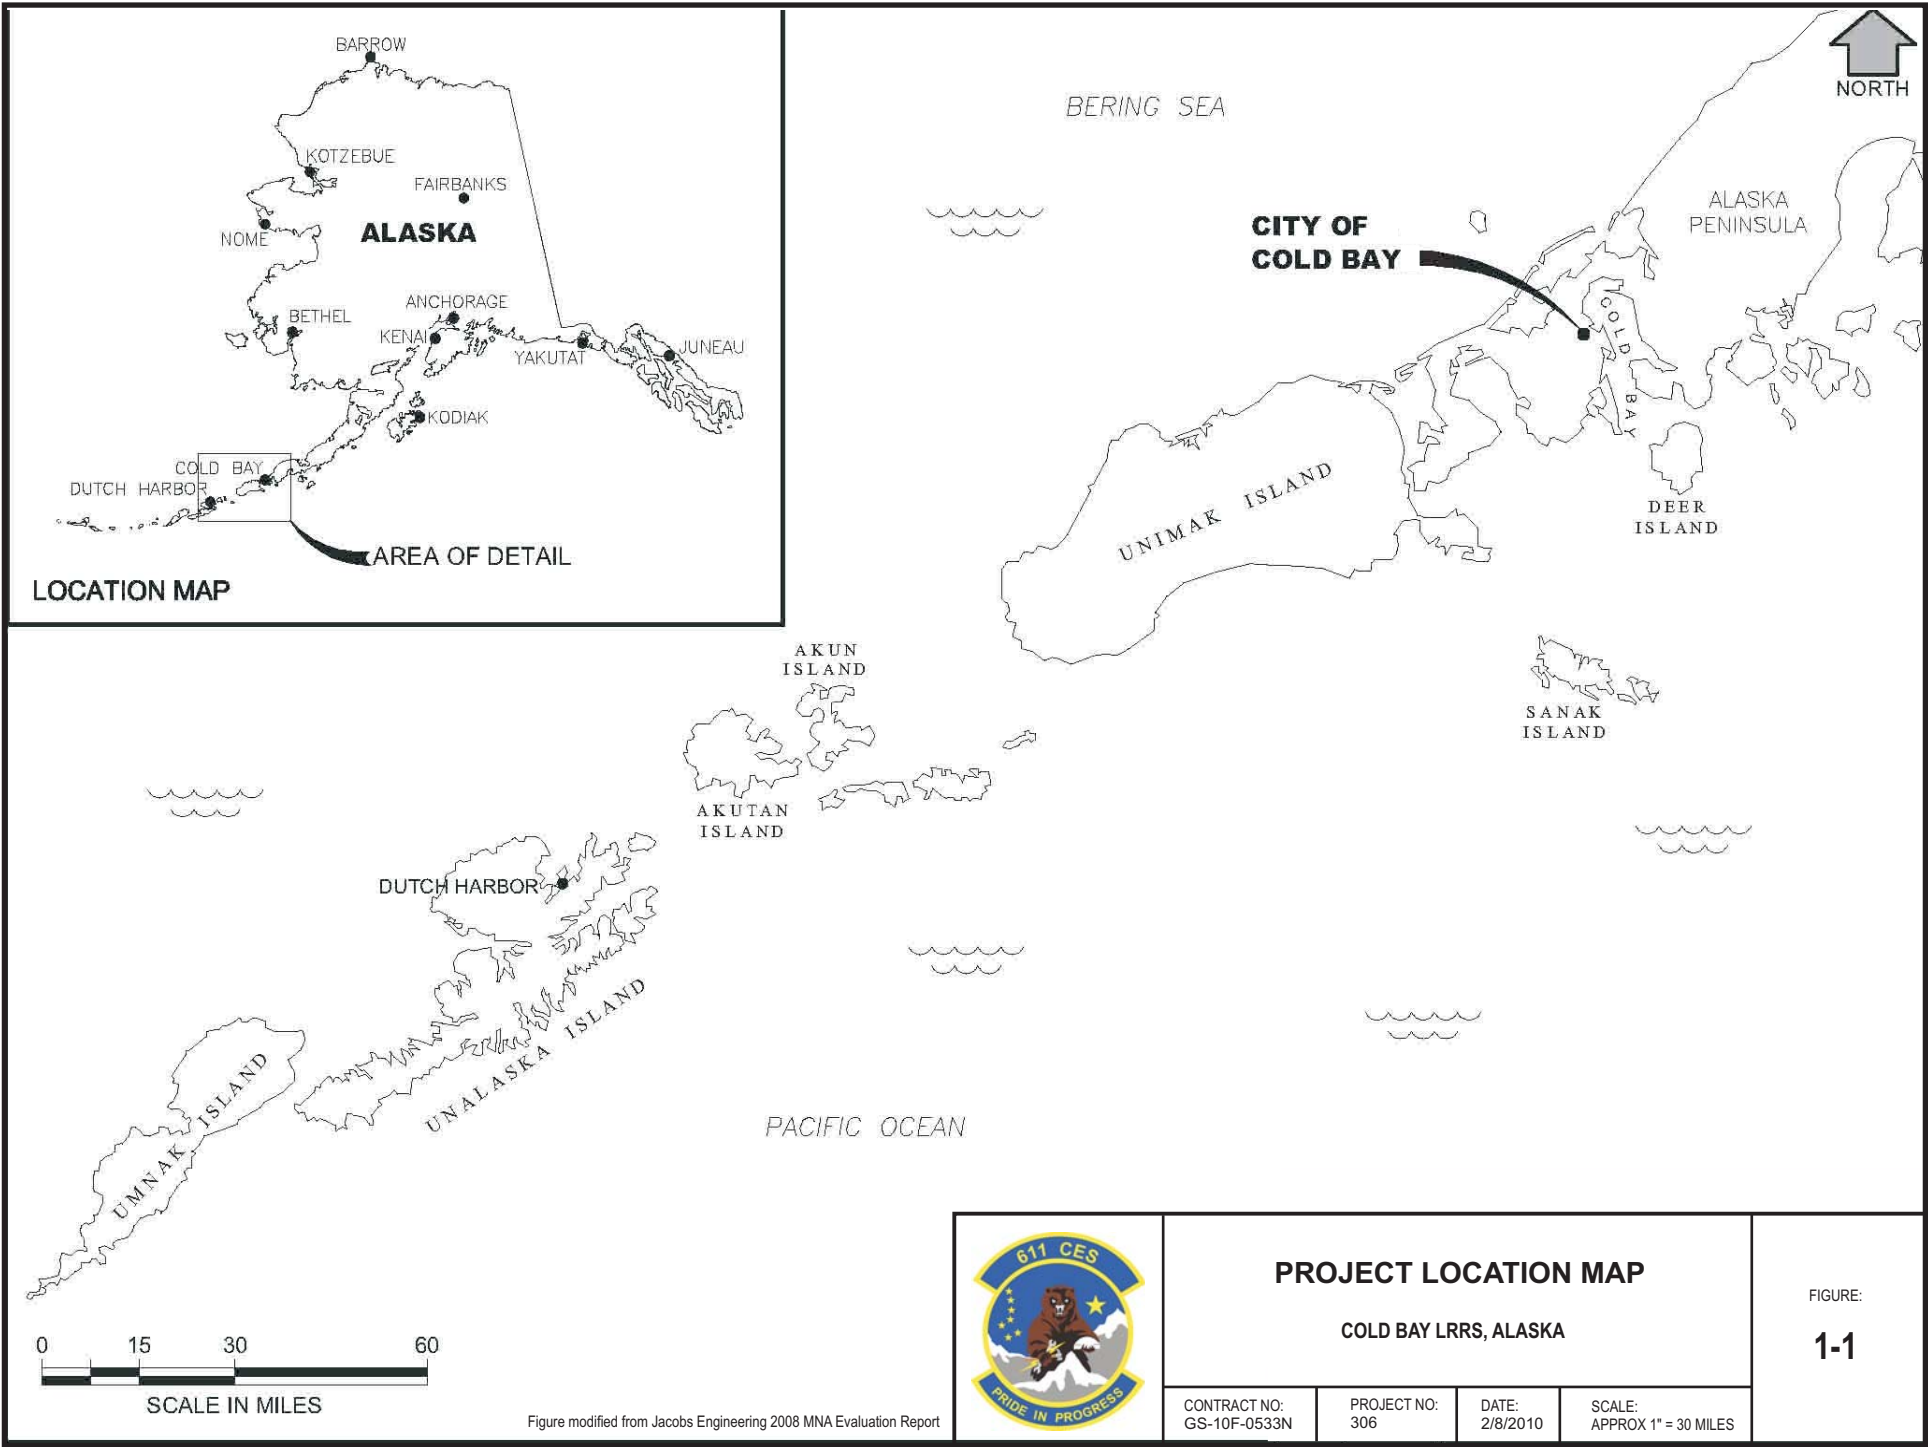 BARROW
KOTZEBUE
FAIRBANKS
NOME
ALASKA
BETHEL
ANCHORAGE
KENAI
YAKUTAT
JUNEAU
KODIAK
COLD BAY
DUTCH HARBOR
AREA OF DETAIL
LOCATION MAP
BERING SEA
NORTH
ALASKA
PENINSULA
CITY OF
COLD BAY
COLD BAY
UNIMAK ISLAND
DEER
ISLAND
AKUN
ISLAND
SANAK
ISLAND
AKUTAN
ISLAND
DUTCH HARBOR
UNALASKA ISLAND
UMNAK ISLAND
PACIFIC OCEAN
0 15 30 60
SCALE IN MILES
Figure modified from Jacobs Engineering 2008 MNA Evaluation Report
611 CES
PRIDE IN PROGRESS
PROJECT LOCATION MAP
COLD BAY LRRS, ALASKA
FIGURE:
1-1
CONTRACT NO:
GS-10F-0533N
PROJECT NO:
306
DATE:
2/8/2010
SCALE:
APPROX 1" = 30 MILES